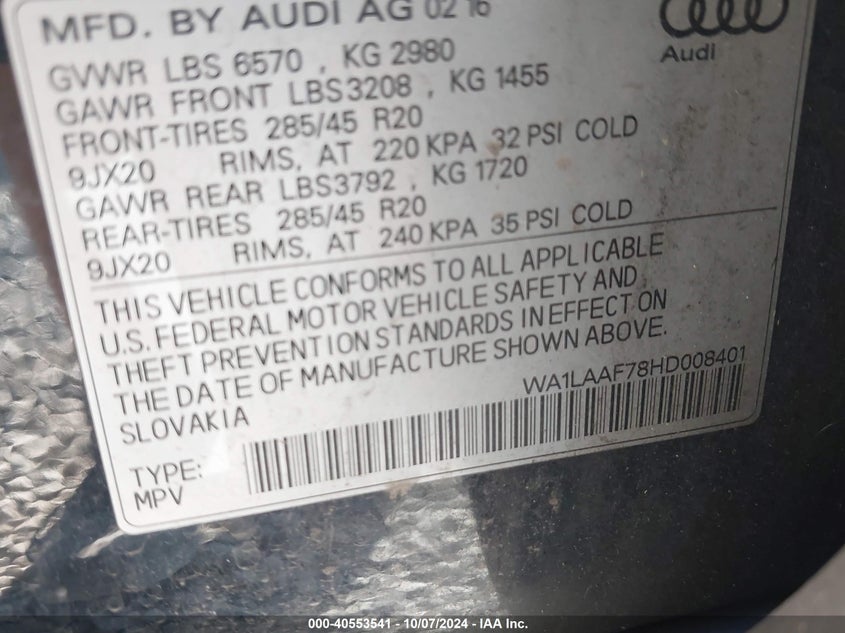 MFD. BY AUDI AG 02 16
Audi
GVWR LBS 6570 , KG 2980
GAWR FRONT LBS3208 , KG 1455
FRONT-TIRES 285/45 R20
9JX20 RIMS, AT 220 KPA 32 PSI COLD
GAWR REAR LBS3792 , KG 1720
REAR-TIRES 285/45 R20
9JX20 RIMS, AT 240 KPA 35 PSI COLD
THIS VEHICLE CONFORMS TO ALL APPLICABLE
U.S. FEDERAL MOTOR VEHICLE SAFETY AND
THEFT PREVENTION STANDARDS IN EFFECT ON
THE DATE OF MANUFACTURE SHOWN ABOVE.
SLOVAKIA
WA1LAAF78HD008401
TYPE:
MPV
000-40553541 - 10/07/2024 - IAA Inc.